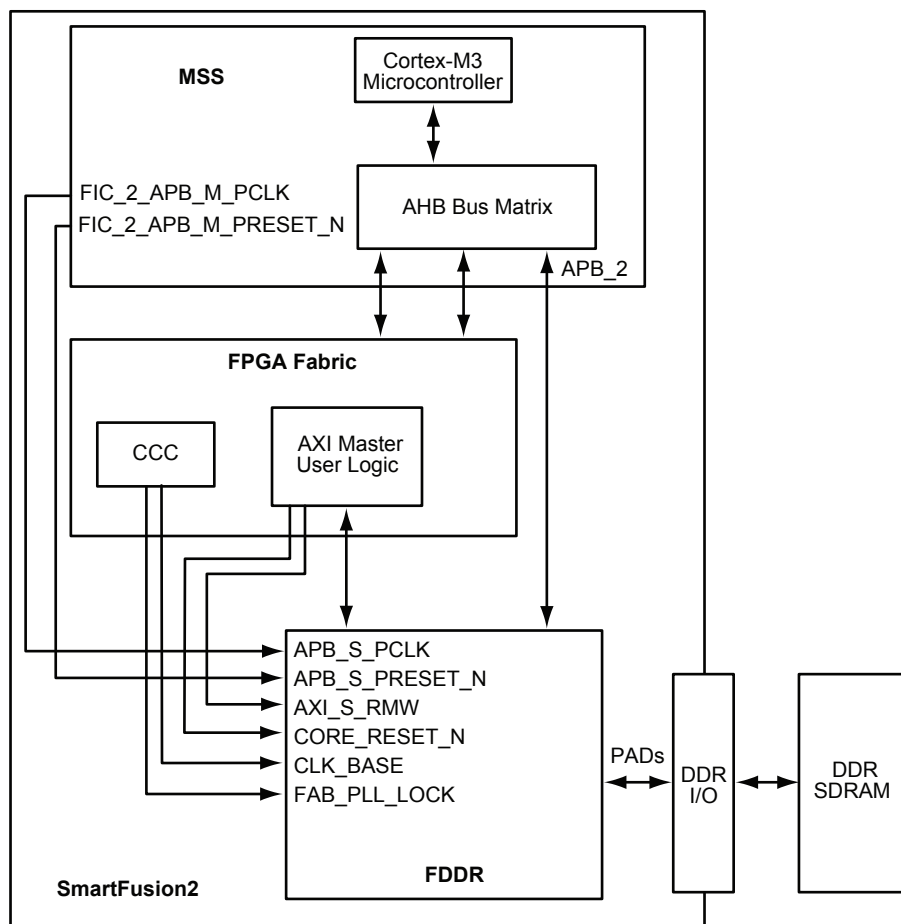 Cortex-M3
Microcontroller
MSS
FIC_2_APB_M_PCLK
AHB Bus Matrix
FIC_2_APB_M_PRESET_N
APB_2
FPGA Fabric
CCC
AXI Master
User Logic
APB_S_PCLK
APB_S_PRESET_N
AXI_S_RMW
CORE_RESET_N
CLK_BASE
FAB_PLL_LOCK
PADs
DDR
I/O
DDR
SDRAM
FDDR
SmartFusion2